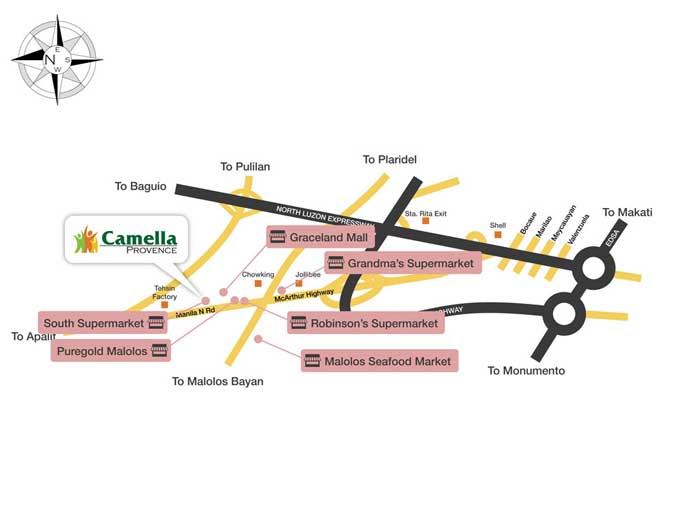 E
N
S
W
To Pulilan
To Plaridel
To Baguio
NORTH LUZON EXPRESSWAY
Sta. Rita Exit
Shell
Bocaue
Marilao
Meycauayan
Valenzuela
To Makati
EDSA
Camella
PROVENCE
Graceland Mall
Grandma's Supermarket
Chowking
Jollibee
Tehsin
Factory
McArthur Highway
Manila N Rd
HWAY
South Supermarket
Robinson's Supermarket
To Apalit
Puregold Malolos
Malolos Seafood Market
To Malolos Bayan
To Monumento